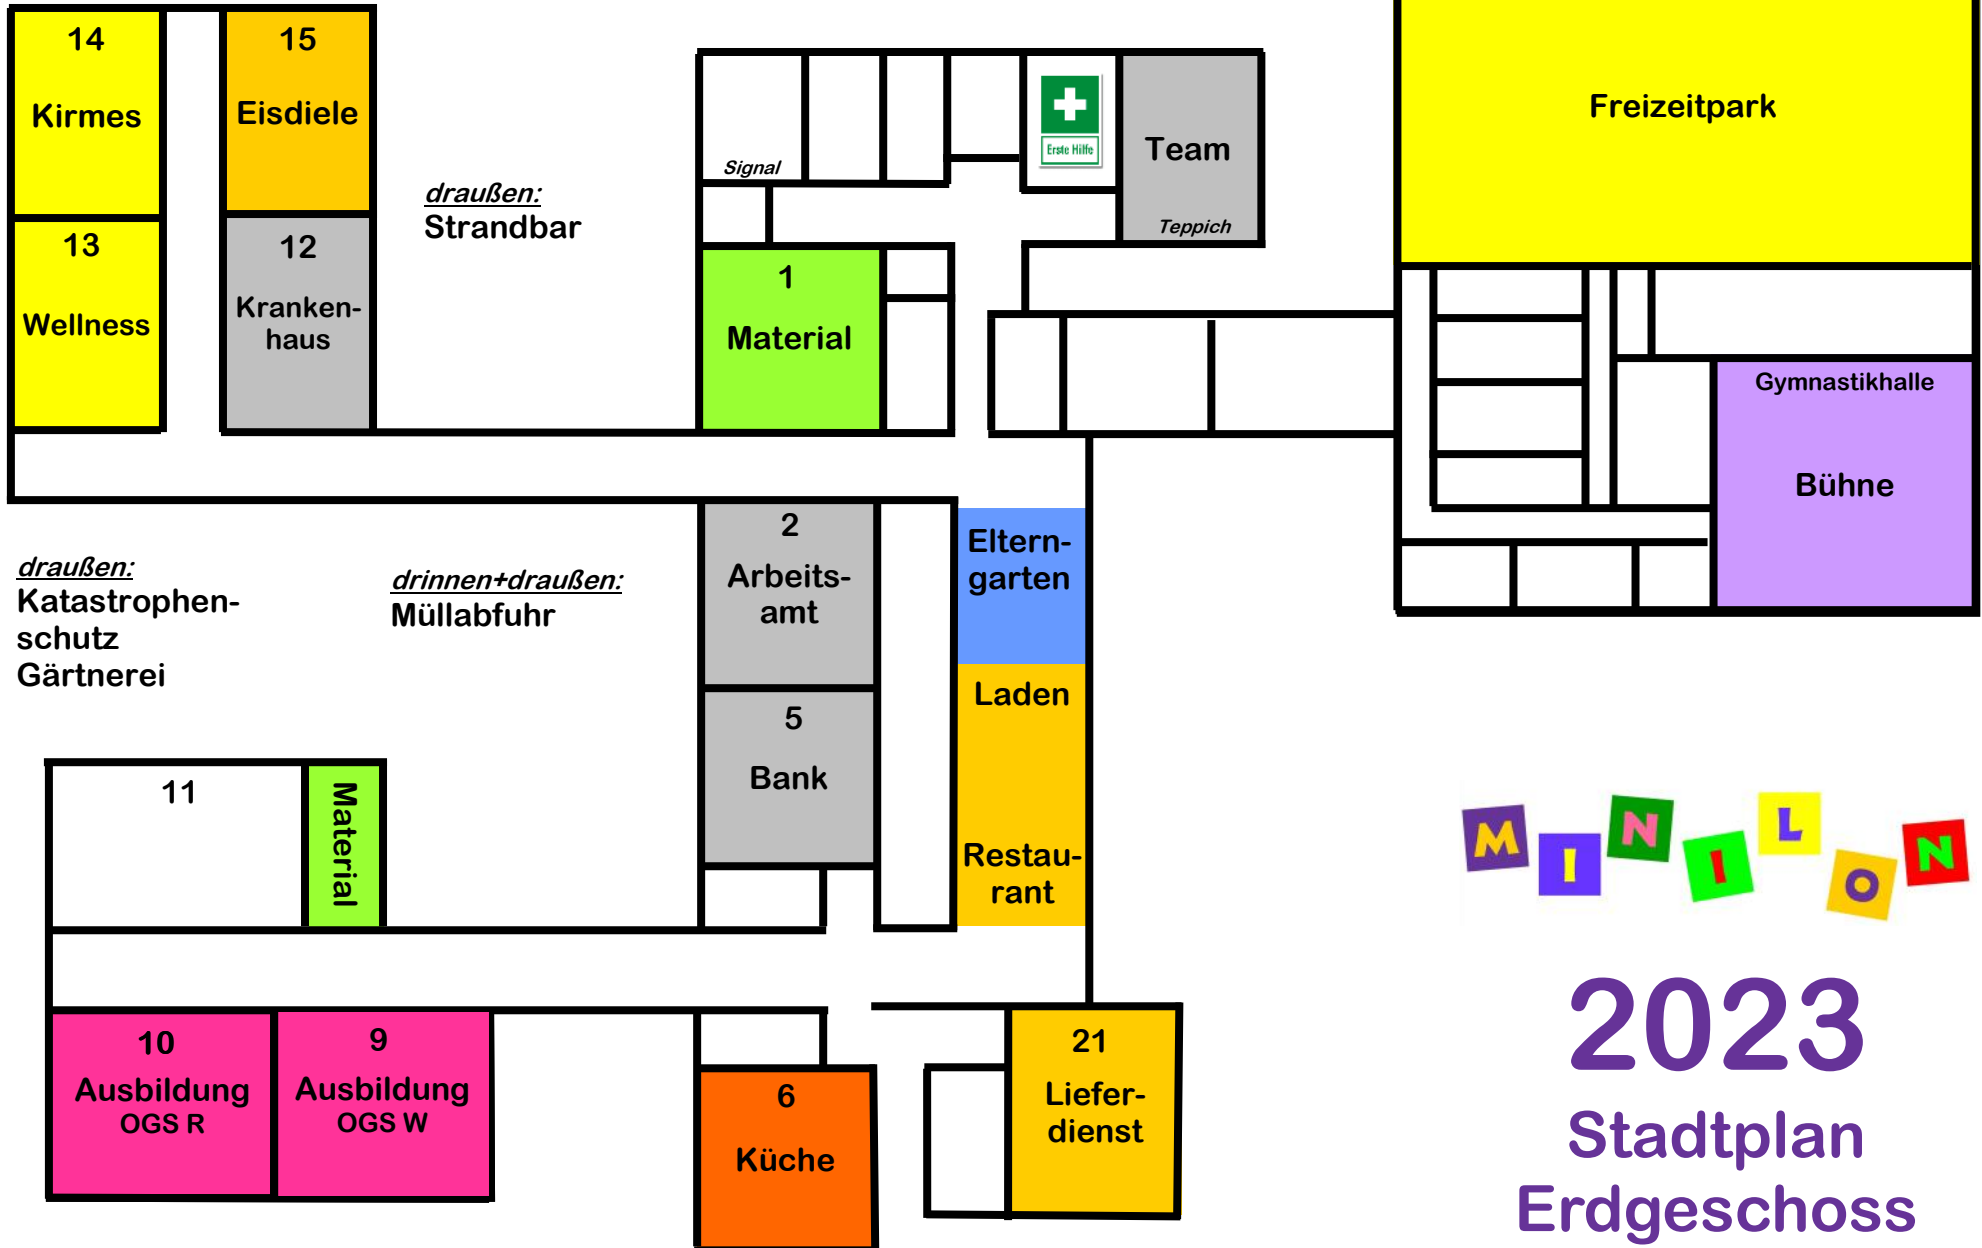 14
Kirmes
15
Eisdiele
13
Wellness
12
Kranken-
haus
draußen:
Strandbar
Signal
Erste Hilfe
Team
Teppich
1
Material
Freizeitpark
Gymnastikhalle
Bühne
draußen:
Katastrophen-
schutz
Gärtnerei
drinnen+draußen:
Müllabfuhr
2
Arbeits-
amt
5
Bank
Eltern-
garten
Laden
Restau-
rant
11
Material
10
Ausbildung
OGS R
9
Ausbildung
OGS W
6
Küche
21
Liefer-
dienst
MINILON
2023
Stadtplan
Erdgeschoss